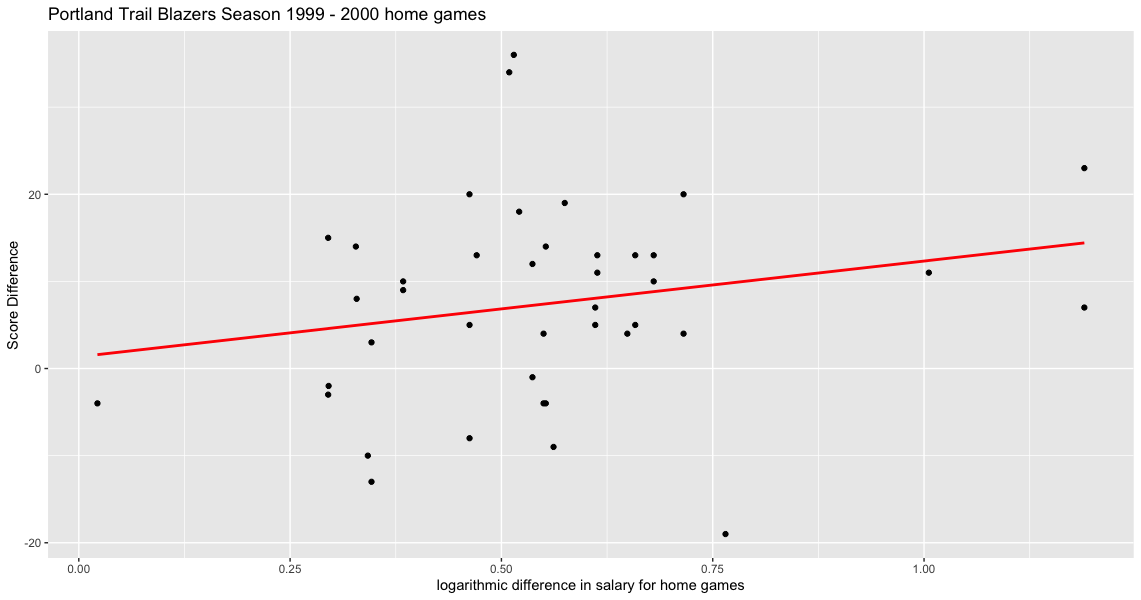 Portland Trail Blazers Season 1999 - 2000 home games
Score Difference
20
0
-20
0.00 0.25 0.50 0.75 1.00
logarithmic difference in salary for home games